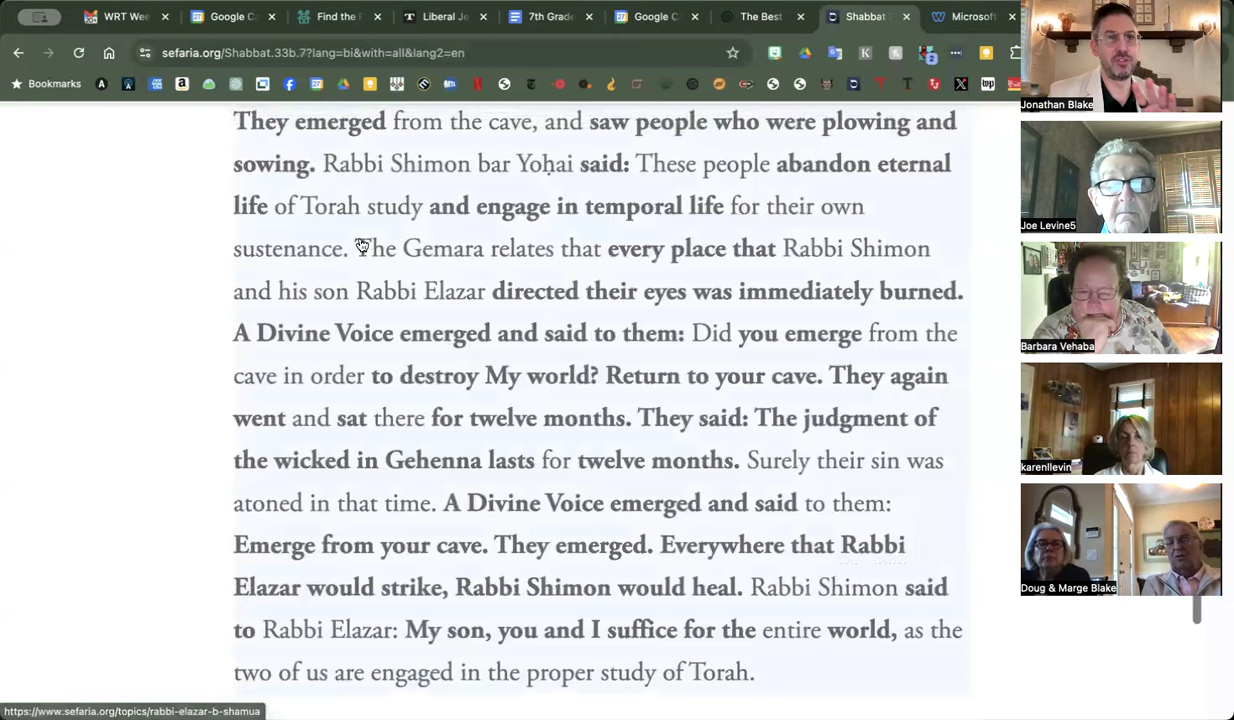 WRT Wee
Google C
Find the
Liberal Je
7th Grade
Google C
The Best
Shabbat
Microsof
sefaria.org/Shabbat.33b.7?lang=bi&with=all&lang2=en
Bookmarks
They emerged from the cave, and saw people who were plowing and
sowing. Rabbi Shimon bar Yoḥai said: These people abandon eternal
life of Torah study and engage in temporal life for their own
sustenance. The Gemara relates that every place that Rabbi Shimon
and his son Rabbi Elazar directed their eyes was immediately burned.
A Divine Voice emerged and said to them: Did you emerge from the
cave in order to destroy My world? Return to your cave. They again
went and sat there for twelve months. They said: The judgment of
the wicked in Gehenna lasts for twelve months. Surely their sin was
atoned in that time. A Divine Voice emerged and said to them:
Emerge from your cave. They emerged. Everywhere that Rabbi
Elazar would strike, Rabbi Shimon would heal. Rabbi Shimon said
to Rabbi Elazar: My son, you and I suffice for the entire world, as the
two of us are engaged in the proper study of Torah.
https://www.sefaria.org/topics/rabbi-elazar-b-shamua
Jonathan Blake
Joe Levine5
Barbara Vehaba
karenllevin
Doug & Marge Blake